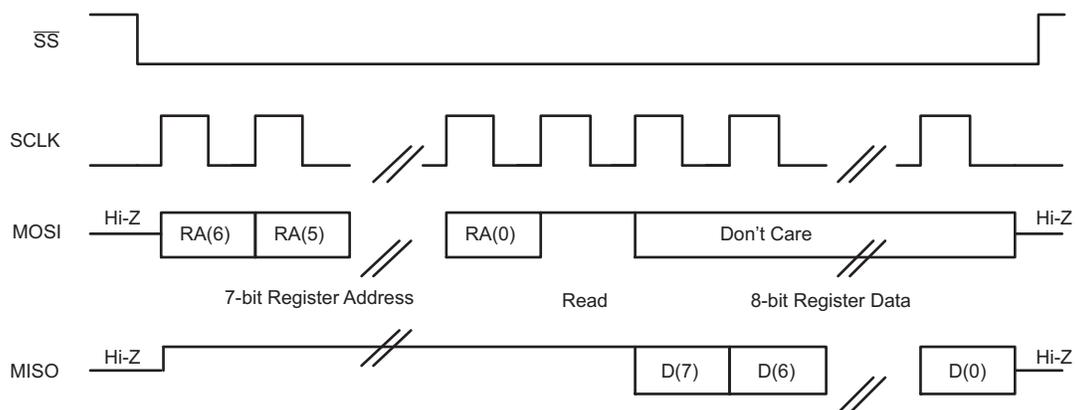 SS
SCLK
MOSI Hi-Z RA(6) RA(5) RA(0) Don't Care Hi-Z
7-bit Register Address Read 8-bit Register Data
MISO Hi-Z D(7) D(6) D(0) Hi-Z